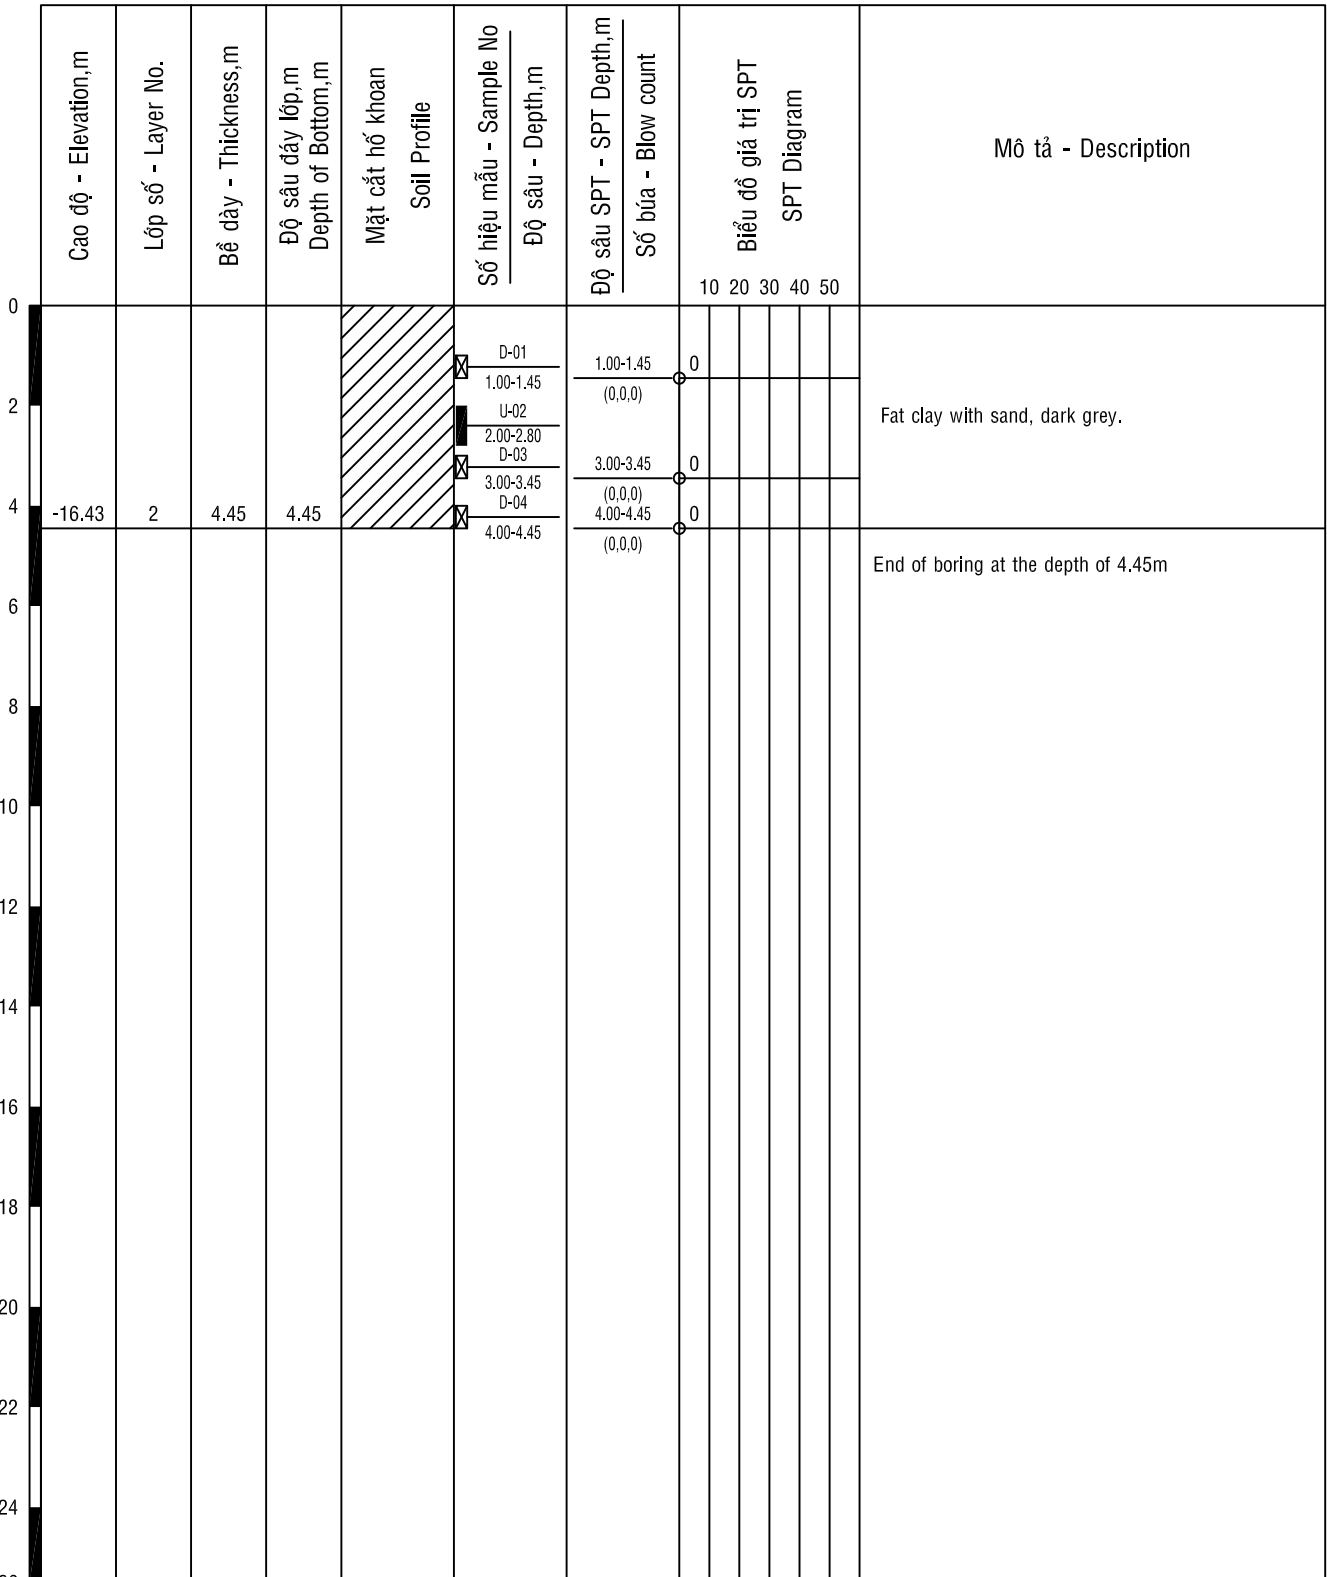 Cao độ - Elevation,m
Lớp số - Layer No.
Bề dày - Thickness,m
Độ sâu đáy lớp,m
Depth of Bottom,m
Mặt cắt hố khoan
Soil Profile
Số hiệu mẫu - Sample No
Độ sâu - Depth,m
Độ sâu SPT - SPT Depth,m
Số búa - Blow count
Biểu đồ giá trị SPT
SPT Diagram
10 20 30 40 50
Mô tả - Description
0
D-01
1.00-1.45
1.00-1.45
(0,0,0)
0
2
U-02
2.00-2.80
Fat clay with sand, dark grey.
D-03
3.00-3.45
3.00-3.45
(0,0,0)
0
4
-16.43 2 4.45 4.45
D-04
4.00-4.45
4.00-4.45
(0,0,0)
0
End of boring at the depth of 4.45m
6
8
10
12
14
16
18
20
22
24